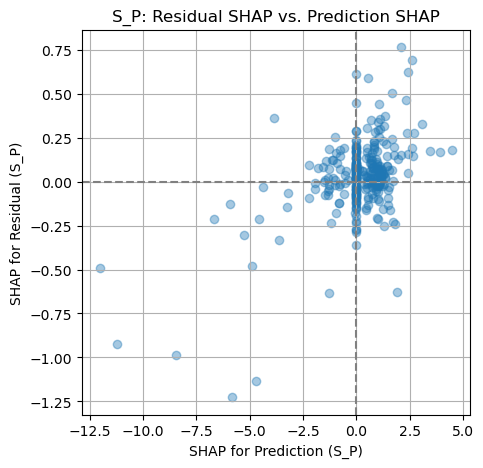 S_P: Residual SHAP vs. Prediction SHAP
0.75
0.50
0.25
0.00
−0.25
−0.50
−0.75
−1.00
−1.25
SHAP for Residual (S_P)
−12.5 −10.0 −7.5 −5.0 −2.5 0.0 2.5 5.0
SHAP for Prediction (S_P)